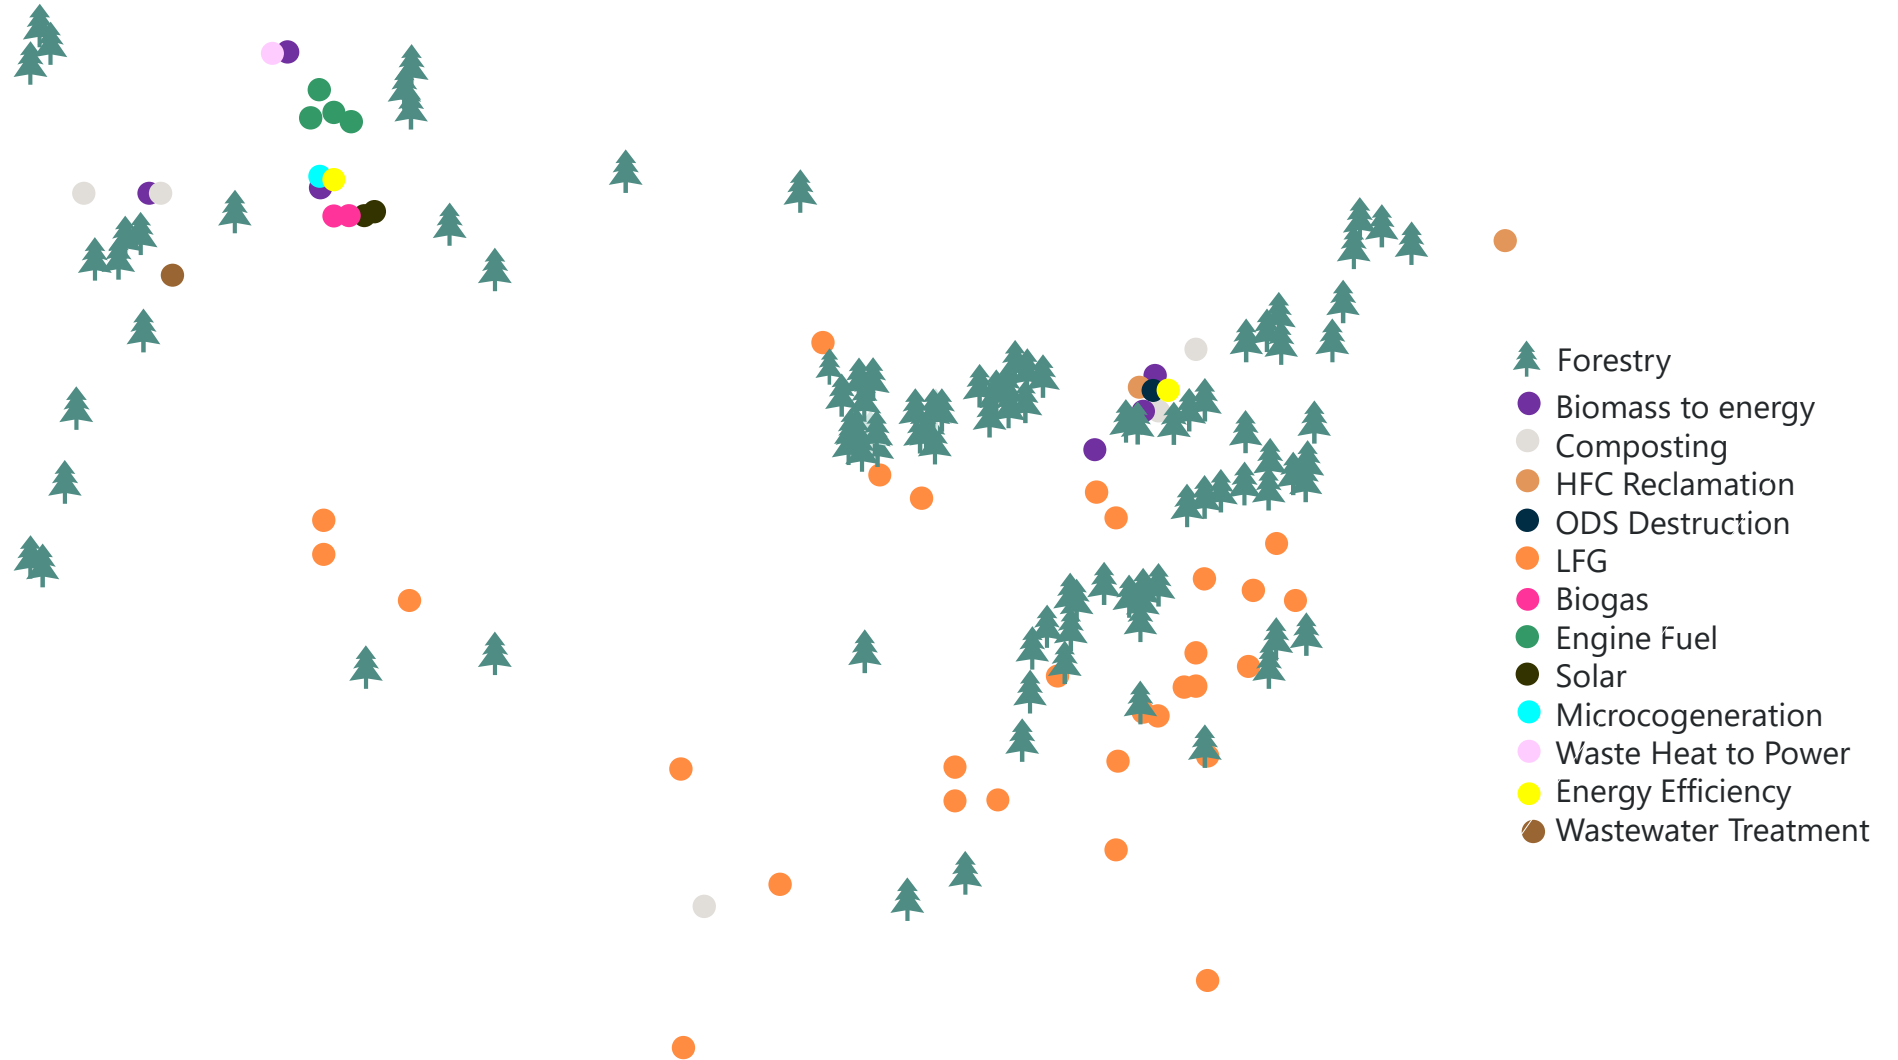 Forestry
Biomass to energy
Composting
HFC Reclamation
ODS Destruction
LFG
Biogas
Engine Fuel
Solar
Microcogeneration
Waste Heat to Power
Energy Efficiency
Wastewater Treatment